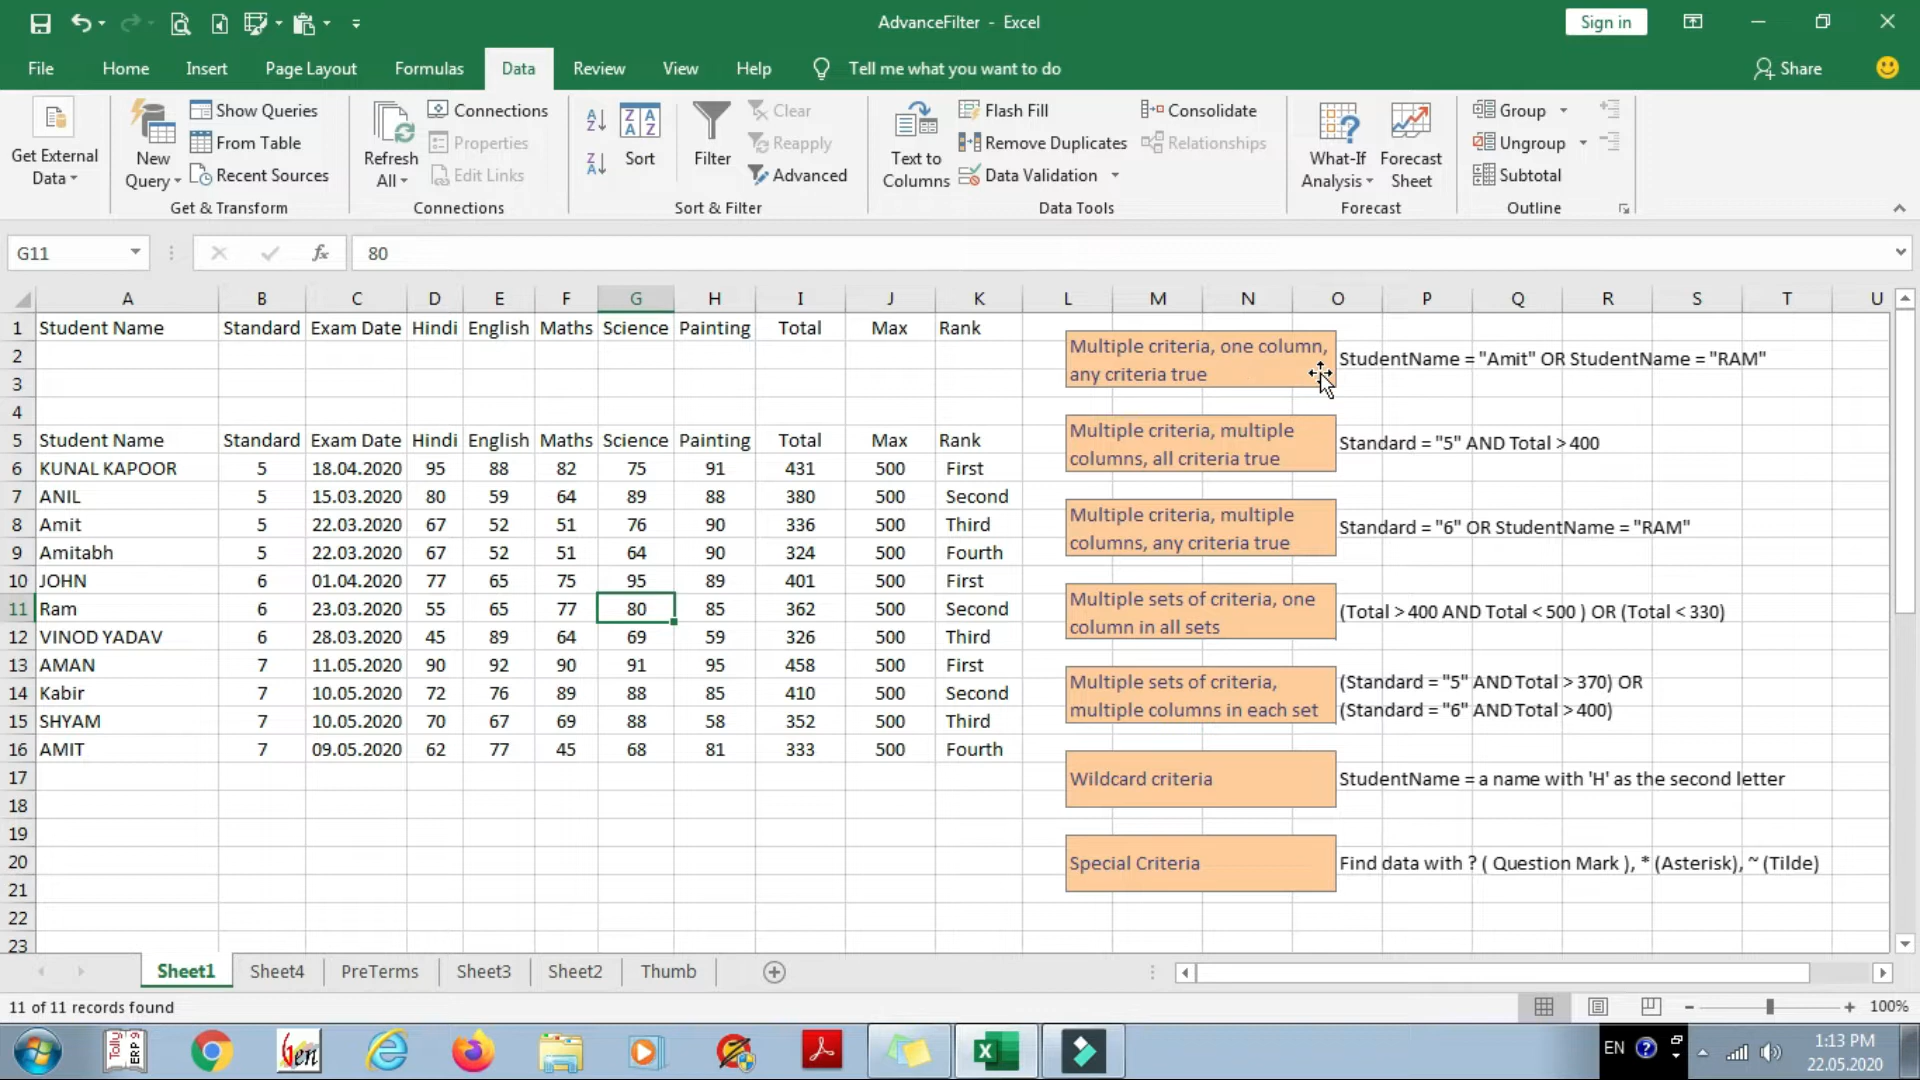 AdvanceFilter - Excel
Sign in
File Home Insert Page Layout Formulas Data Review View Help Tell me what you want to do Share
Get External Data
New Query
Show Queries
From Table
Recent Sources
Get & Transform
Refresh All
Connections
Properties
Edit Links
Connections
Sort
Filter
Clear
Reapply
Advanced
Sort & Filter
Text to Columns
Flash Fill
Remove Duplicates
Data Validation
Consolidate
Relationships
Data Tools
What-If Analysis
Forecast Sheet
Forecast
Group
Ungroup
Subtotal
Outline
G11 fx 80
A B C D E F G H I J K L M N O P Q R S T U
1 Student Name Standard Exam Date Hindi English Maths Science Painting Total Max Rank
2
3
4
5 Student Name Standard Exam Date Hindi English Maths Science Painting Total Max Rank
6 KUNAL KAPOOR 5 18.04.2020 95 88 82 75 91 431 500 First
7 ANIL 5 15.03.2020 80 59 64 89 88 380 500 Second
8 Amit 5 22.03.2020 67 52 51 76 90 336 500 Third
9 Amitabh 5 22.03.2020 67 52 51 64 90 324 500 Fourth
10 JOHN 6 01.04.2020 77 65 75 95 89 401 500 First
11 Ram 6 23.03.2020 55 65 77 80 85 362 500 Second
12 VINOD YADAV 6 28.03.2020 45 89 64 69 59 326 500 Third
13 AMAN 7 11.05.2020 90 92 90 91 95 458 500 First
14 Kabir 7 10.05.2020 72 76 89 88 85 410 500 Second
15 SHYAM 7 10.05.2020 70 67 69 88 58 352 500 Third
16 AMIT 7 09.05.2020 62 77 45 68 81 333 500 Fourth
17
18
19
20
21
22
23
Multiple criteria, one column,
any criteria true
StudentName = "Amit" OR StudentName = "RAM"
Multiple criteria, multiple
columns, all criteria true
Standard = "5" AND Total > 400
Multiple criteria, multiple
columns, any criteria true
Standard = "6" OR StudentName = "RAM"
Multiple sets of criteria, one
column in all sets
(Total > 400 AND Total < 500 ) OR (Total < 330)
Multiple sets of criteria,
multiple columns in each set
(Standard = "5" AND Total > 370) OR
(Standard = "6" AND Total > 400)
Wildcard criteria
StudentName = a name with 'H' as the second letter
Special Criteria
Find data with ? ( Question Mark ), * (Asterisk), ~ (Tilde)
Sheet1 Sheet4 PreTerms Sheet3 Sheet2 Thumb
11 of 11 records found
100%
Tally ERP 9
Gen
EN
1:13 PM
22.05.2020